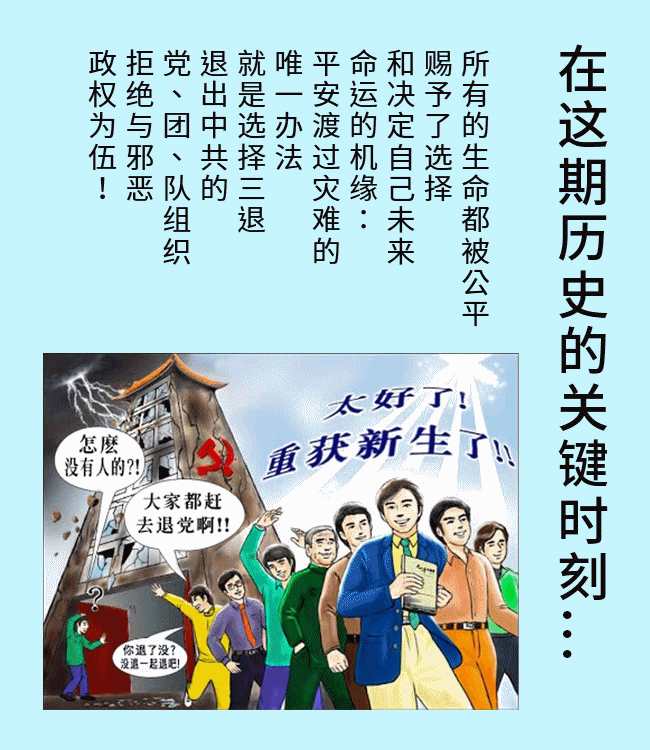 在这期历史的关键时刻…
所有的生命都被公平
赐予了选择
和决定自己未来
命运的机缘：
平安渡过灾难的
唯一办法
就是选择三退
退出中共的
党、团、队组织
拒绝与邪恶
政权为伍！
太好了！
重获新生了!!
怎麽
没有人的?!
大家都赶
去退党啊!!
?
你退了没?
没退一起退吧!